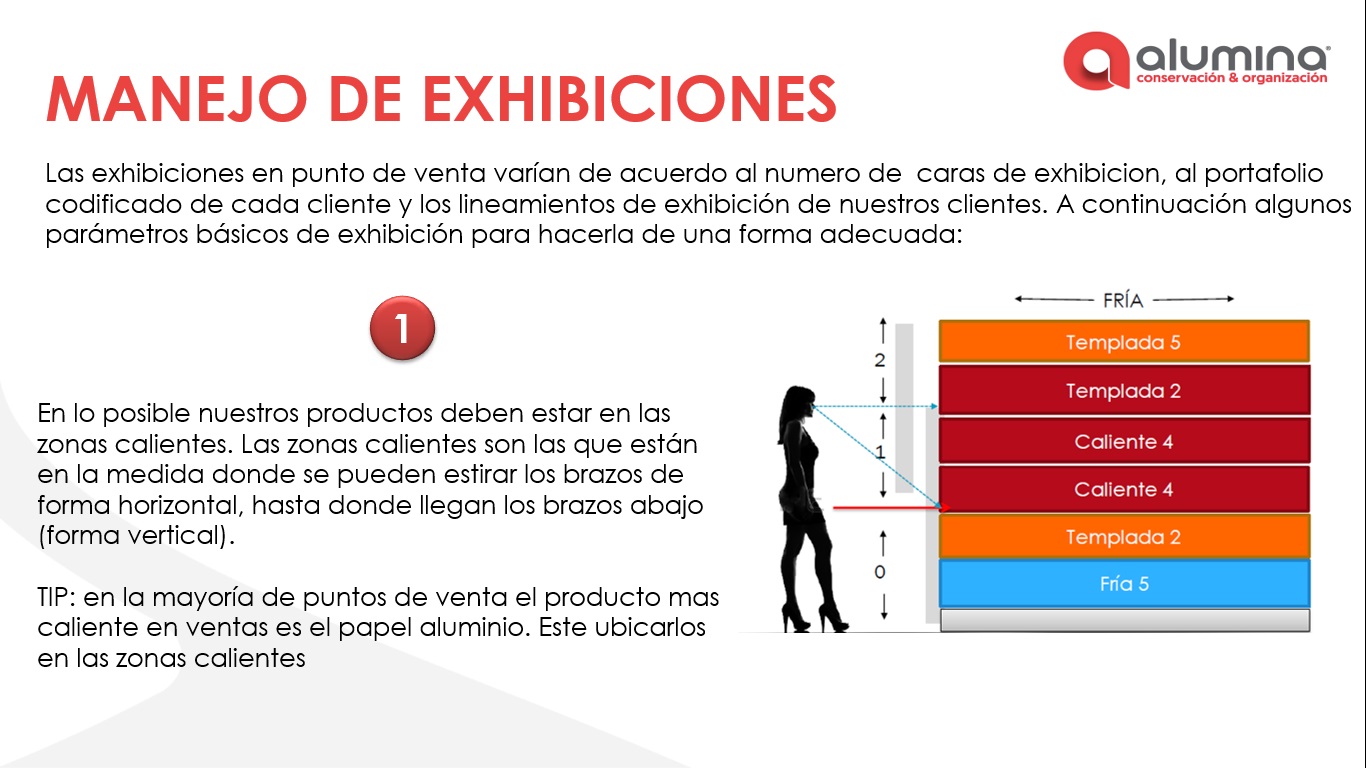 alumina®
conservación & organización
MANEJO DE EXHIBICIONES
Las exhibiciones en punto de venta varían de acuerdo al numero de  caras de exhibicion, al portafolio
codificado de cada cliente y los lineamientos de exhibición de nuestros clientes. A continuación algunos
parámetros básicos de exhibición para hacerla de una forma adecuada:
1
En lo posible nuestros productos deben estar en las
zonas calientes. Las zonas calientes son las que están
en la medida donde se pueden estirar los brazos de
forma horizontal, hasta donde llegan los brazos abajo
(forma vertical).
TIP: en la mayoría de puntos de venta el producto mas
caliente en ventas es el papel aluminio. Este ubicarlos
en las zonas calientes
FRÍA
2
1
0
Templada 5
Templada 2
Caliente 4
Caliente 4
Templada 2
Fría 5